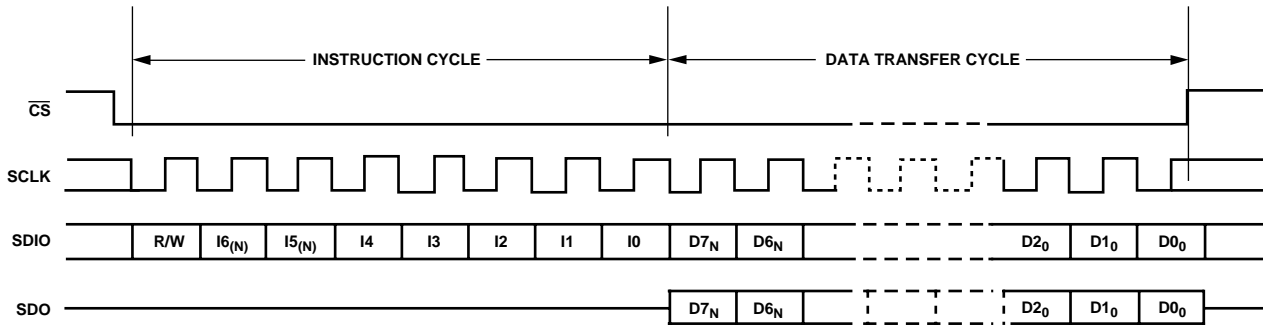 INSTRUCTION CYCLE DATA TRANSFER CYCLE
CS
SCLK
SDIO R/W I6(N) I5(N) I4 I3 I2 I1 I0 D7N D6N D20 D10 D00
SDO D7N D6N D20 D10 D00